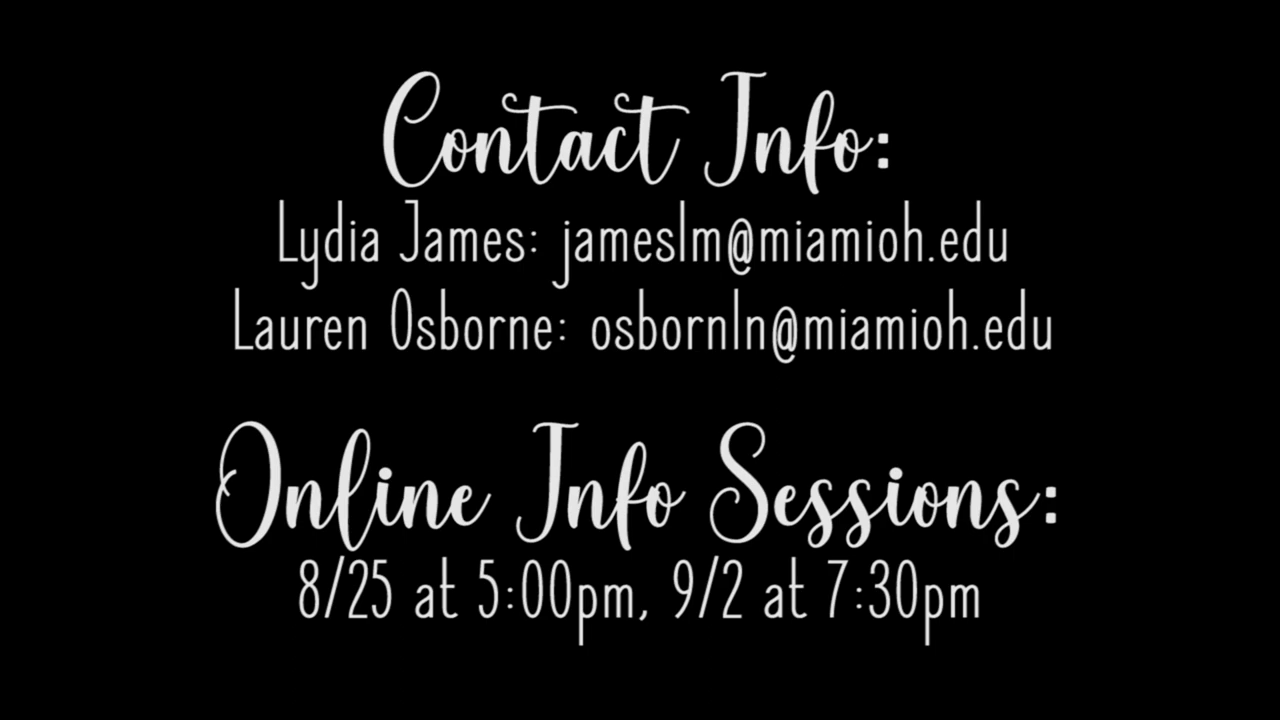 Contact Info:
Lydia James: jameslm@miamioh.edu
Lauren Osborne: osbornln@miamioh.edu
Online Info Sessions:
8/25 at 5:00pm, 9/2 at 7:30pm